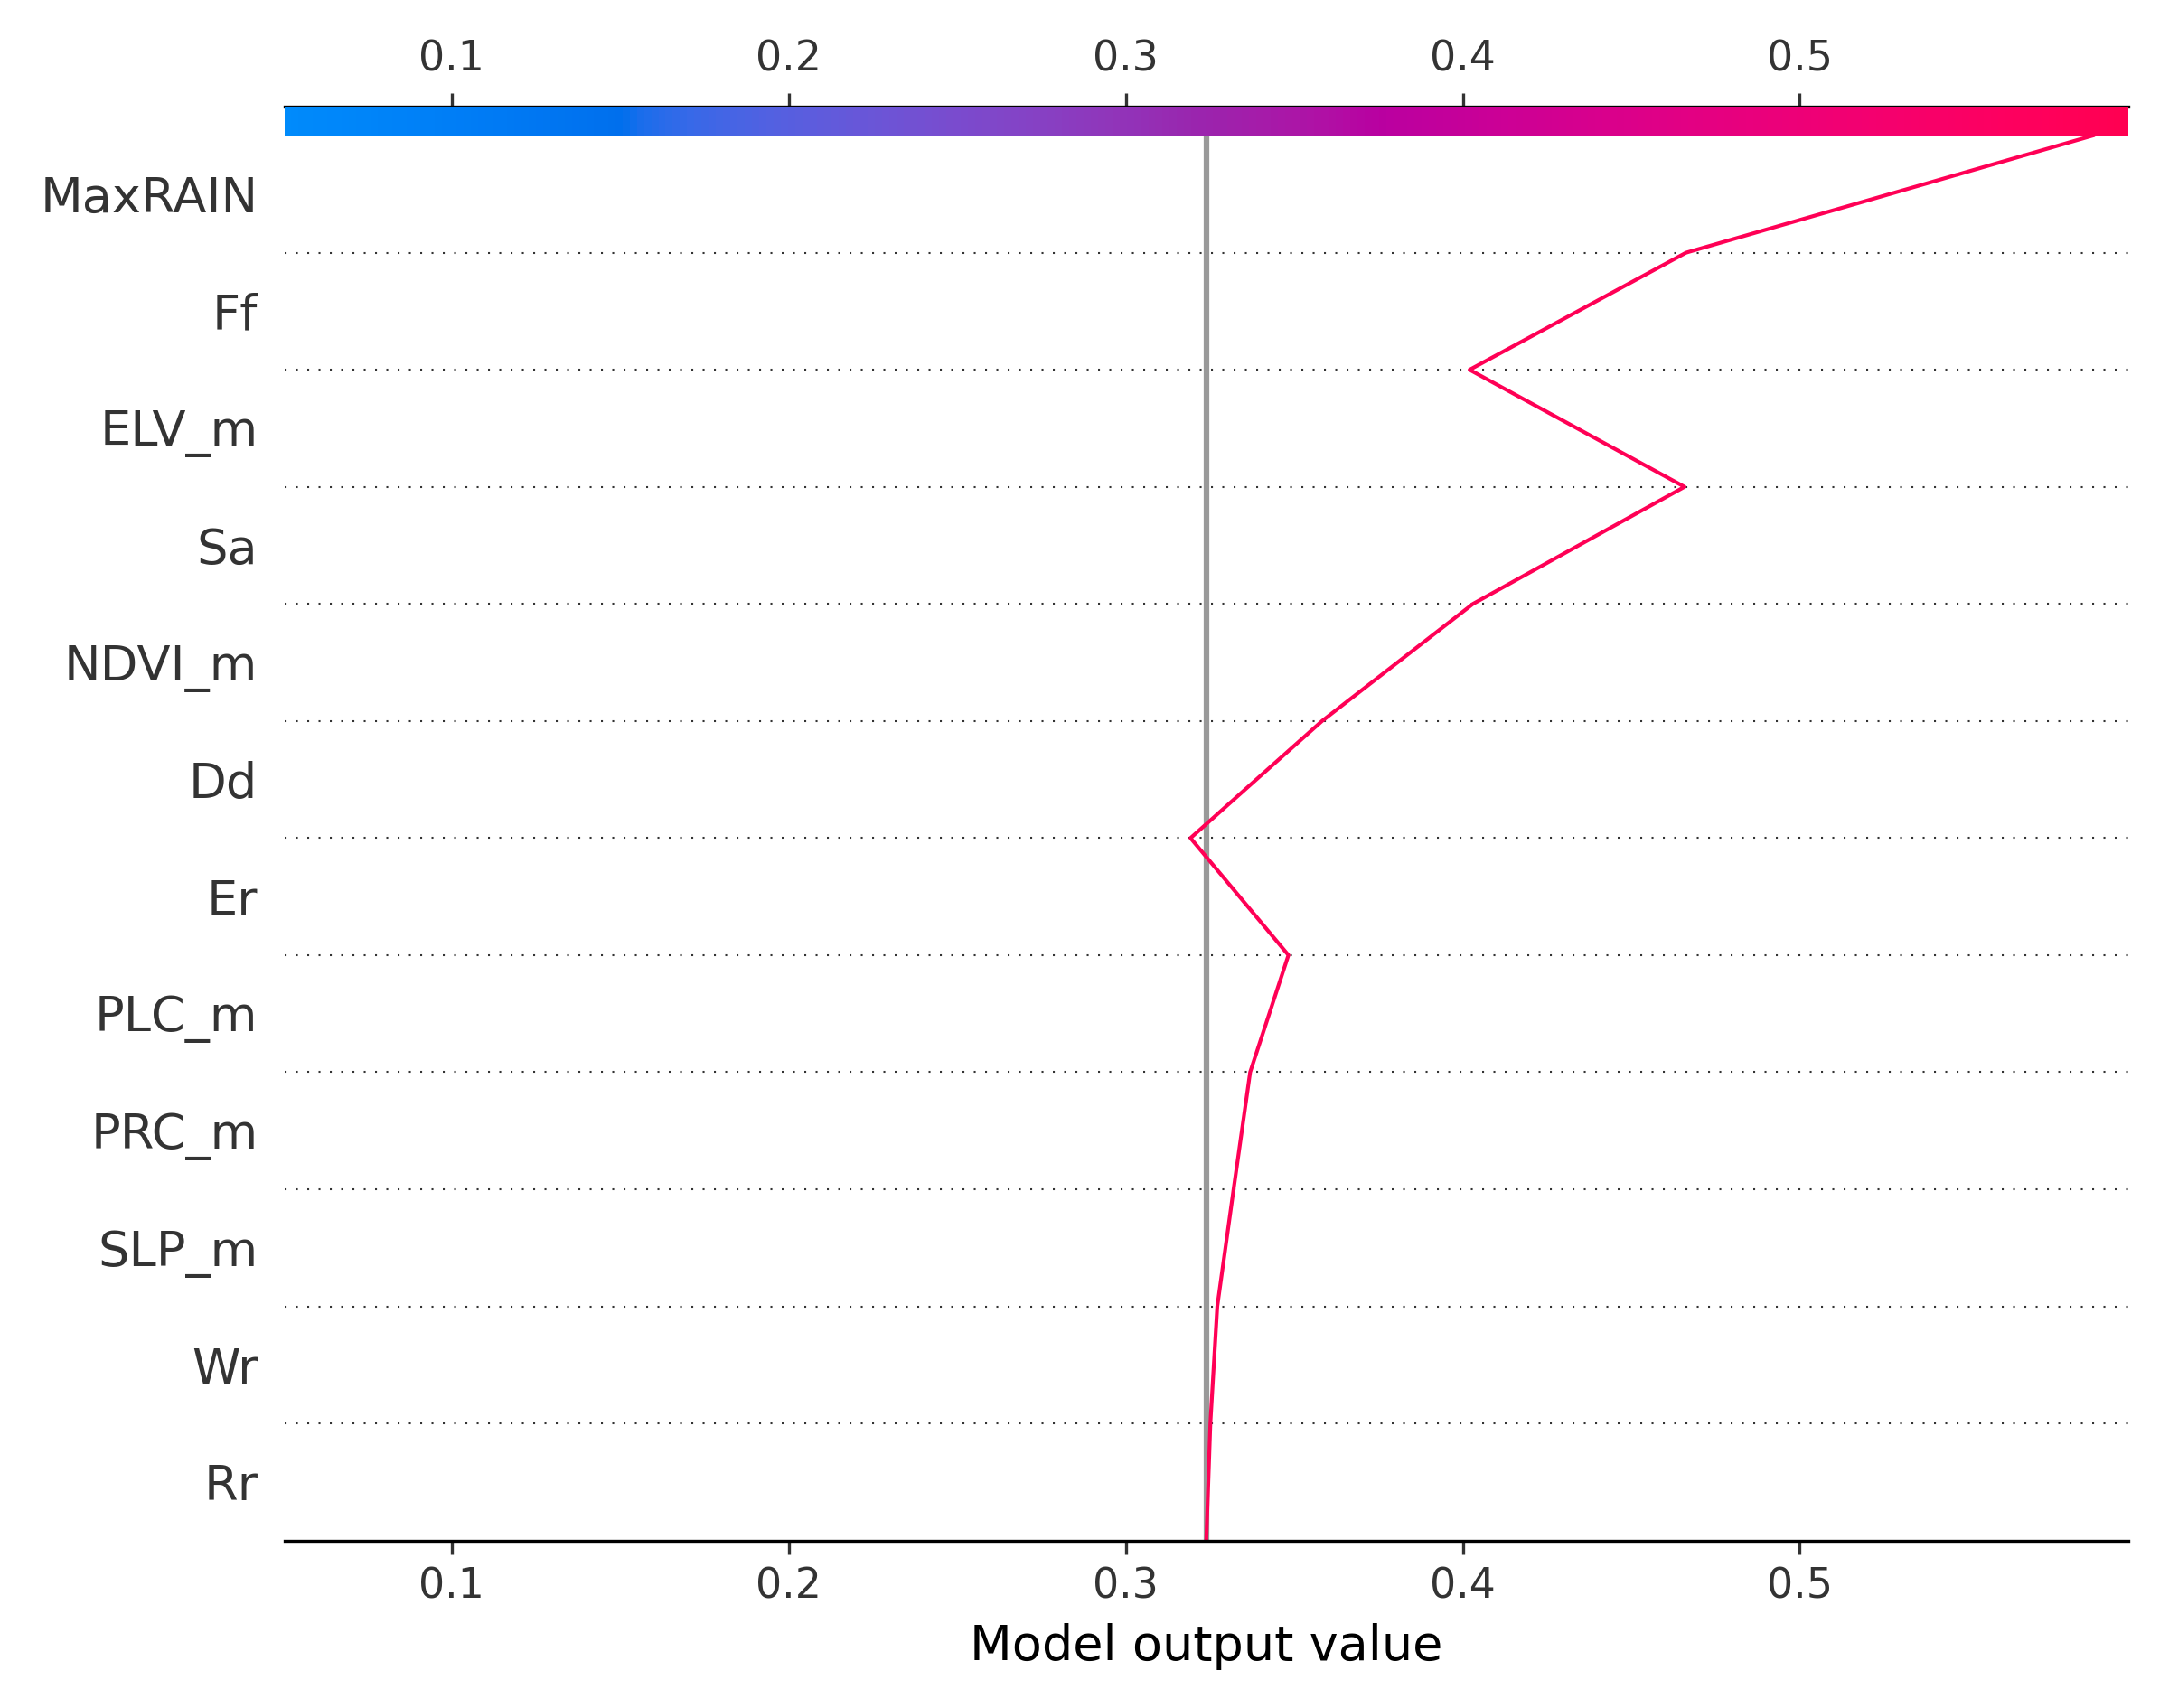 0.1 0.2 0.3 0.4 0.5
MaxRAIN
Ff
ELV_m
Sa
NDVI_m
Dd
Er
PLC_m
PRC_m
SLP_m
Wr
Rr
0.1 0.2 0.3 0.4 0.5
Model output value